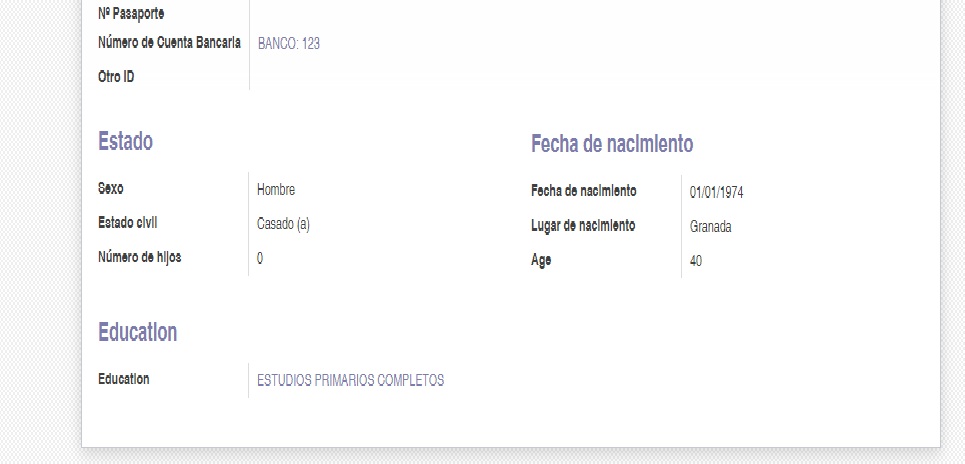 Nº Pasaporte
Número de Cuenta Bancaria BANCO: 123
Otro ID
Estado
Sexo Hombre
Estado civil Casado (a)
Número de hijos 0
Fecha de nacimiento
Fecha de nacimiento 01/01/1974
Lugar de nacimiento Granada
Age 40
Education
Education ESTUDIOS PRIMARIOS COMPLETOS